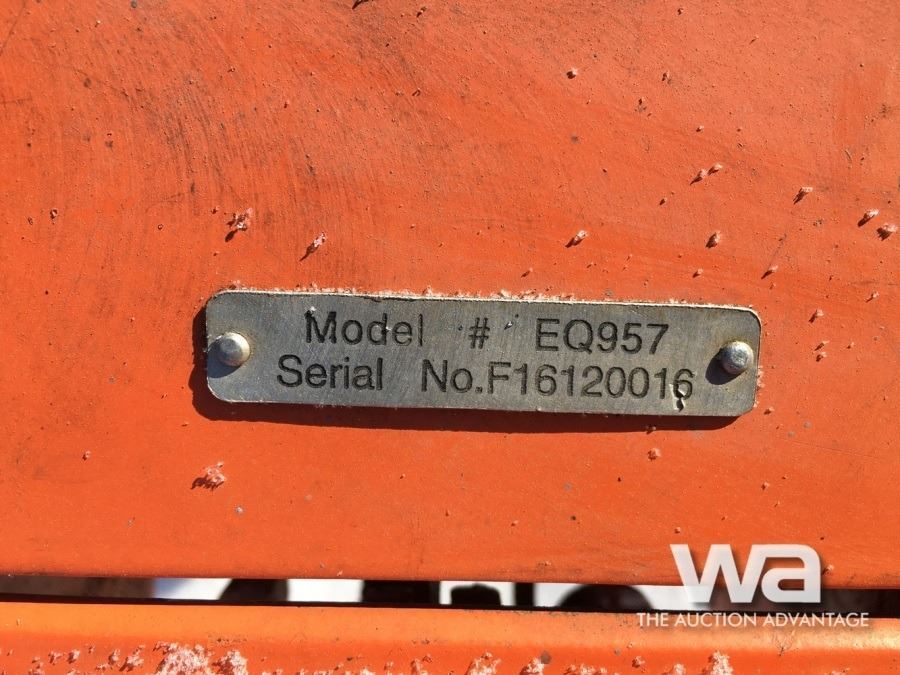 Model # EQ957
Serial No.F16120016
wa
THE AUCTION ADVANTAGE